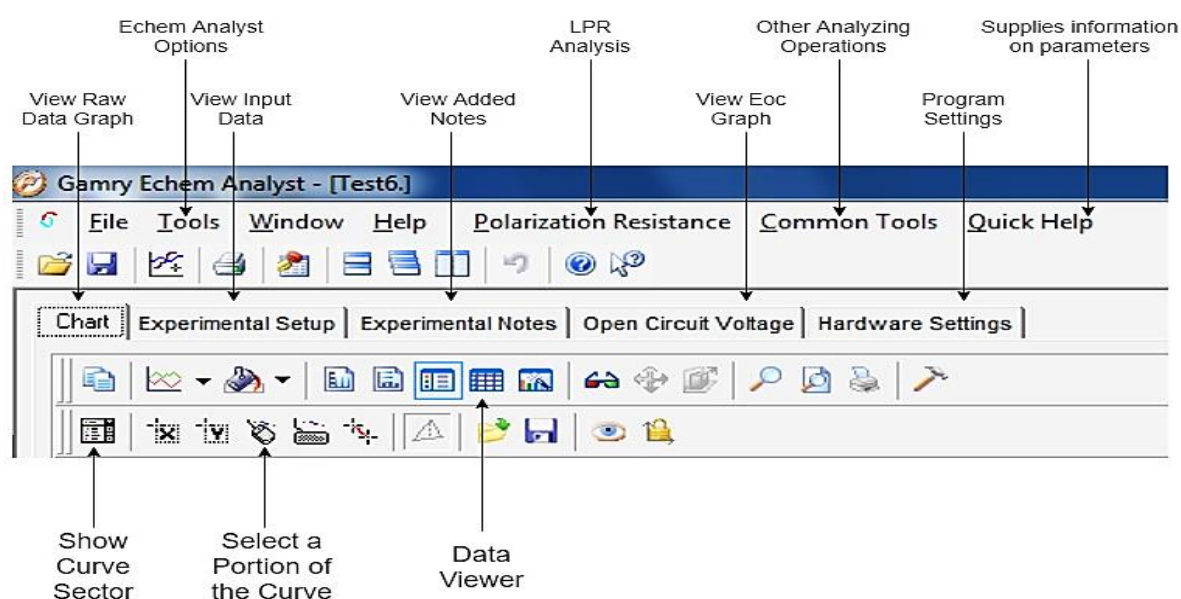 Echem Analyst
Options
LPR
Analysis
Other Analyzing
Operations
Supplies information
on parameters
View Raw
Data Graph
View Input
Data
View Added
Notes
View Eoc
Graph
Program
Settings
Gamry Echem Analyst - [Test6.]
File Tools Window Help Polarization Resistance Common Tools Quick Help
Chart Experimental Setup Experimental Notes Open Circuit Voltage Hardware Settings
Show
Curve
Sector
Select a
Portion of
the Curve
Data
Viewer